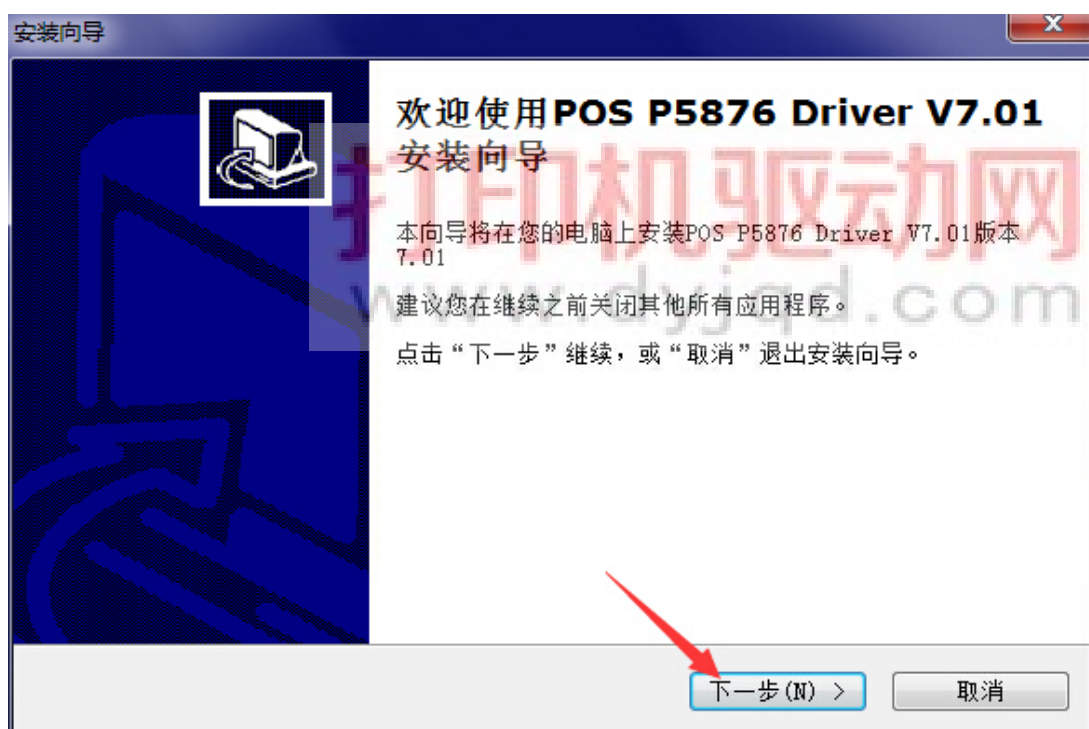 安装向导
欢迎使用POS P5876 Driver V7.01
安装向导
打印机驱动网
本向导将在您的电脑上安装POS P5876 Driver V7.01版本
7.01
www.dyjqd.com
建议您在继续之前关闭其他所有应用程序。
点击“下一步”继续，或“取消”退出安装向导。
下一步(N) >
取消